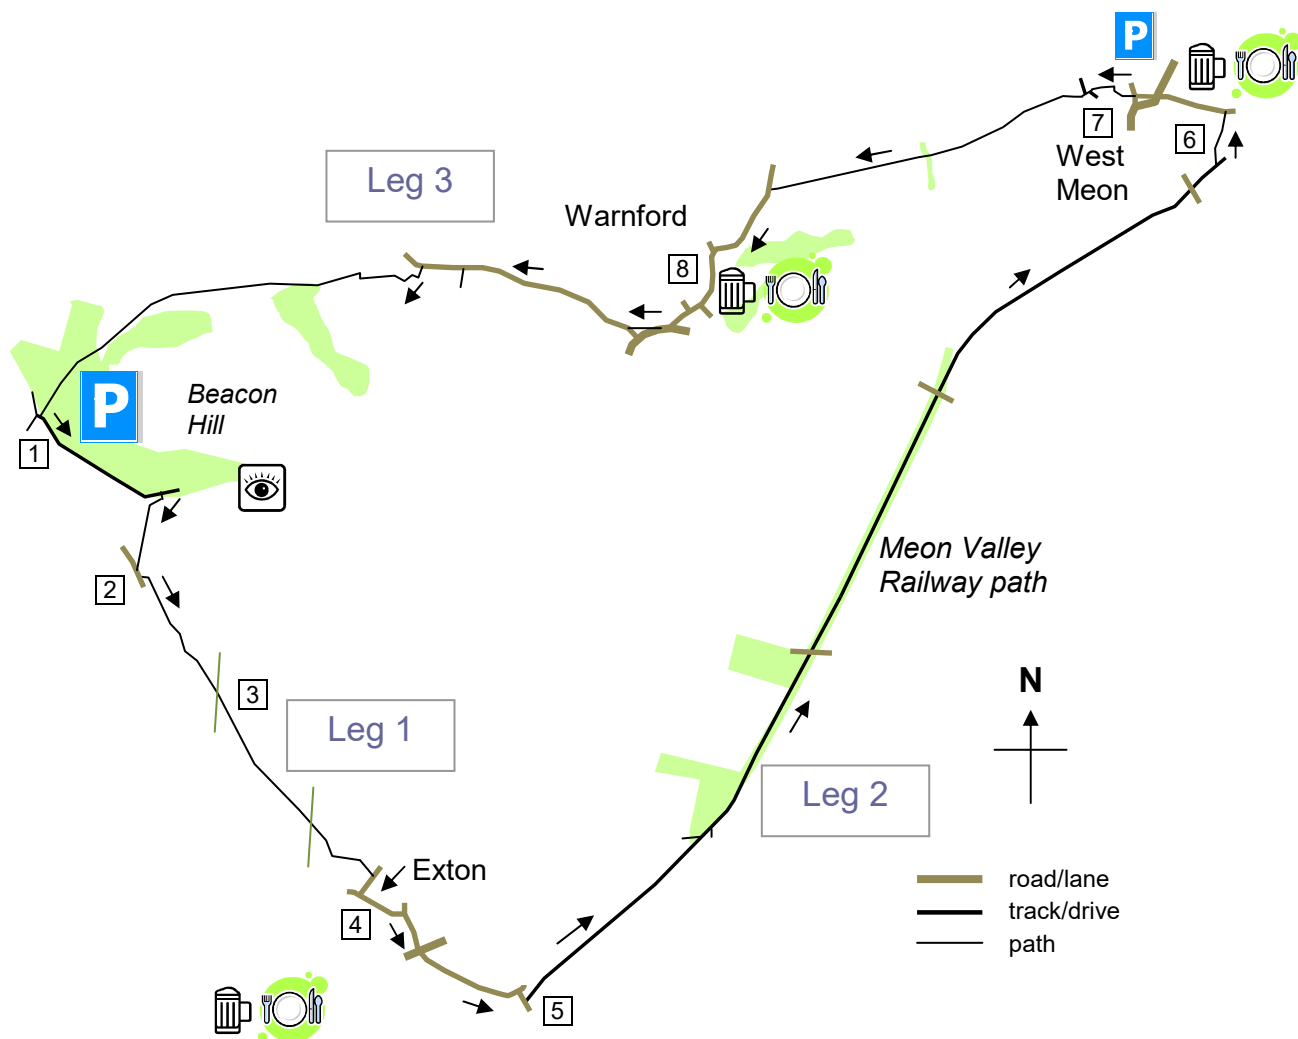 P
7
6
West
Meon
Leg 3
Warnford
8
P
Beacon
Hill
1
2
Meon Valley
Railway path
3
Leg 1
N
Leg 2
Exton
4
5
road/lane
track/drive
path